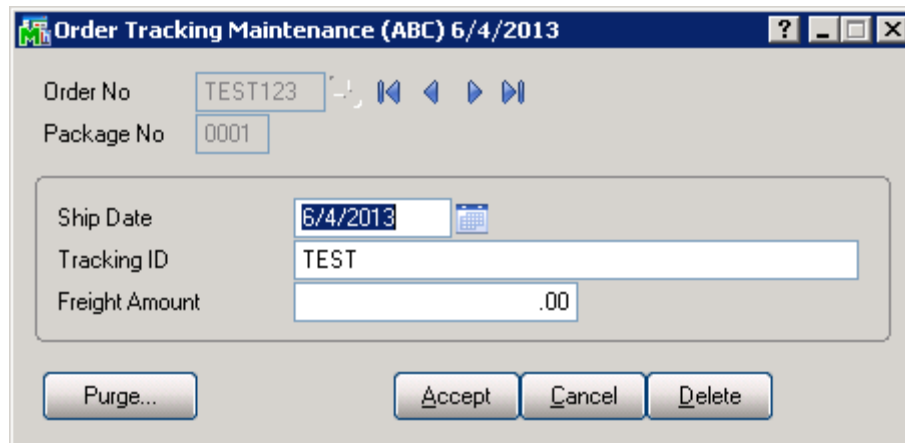 Order Tracking Maintenance (ABC) 6/4/2013 ?
Order No TEST123
Package No 0001
Ship Date 6/4/2013
Tracking ID TEST
Freight Amount .00
Purge... Accept Cancel Delete